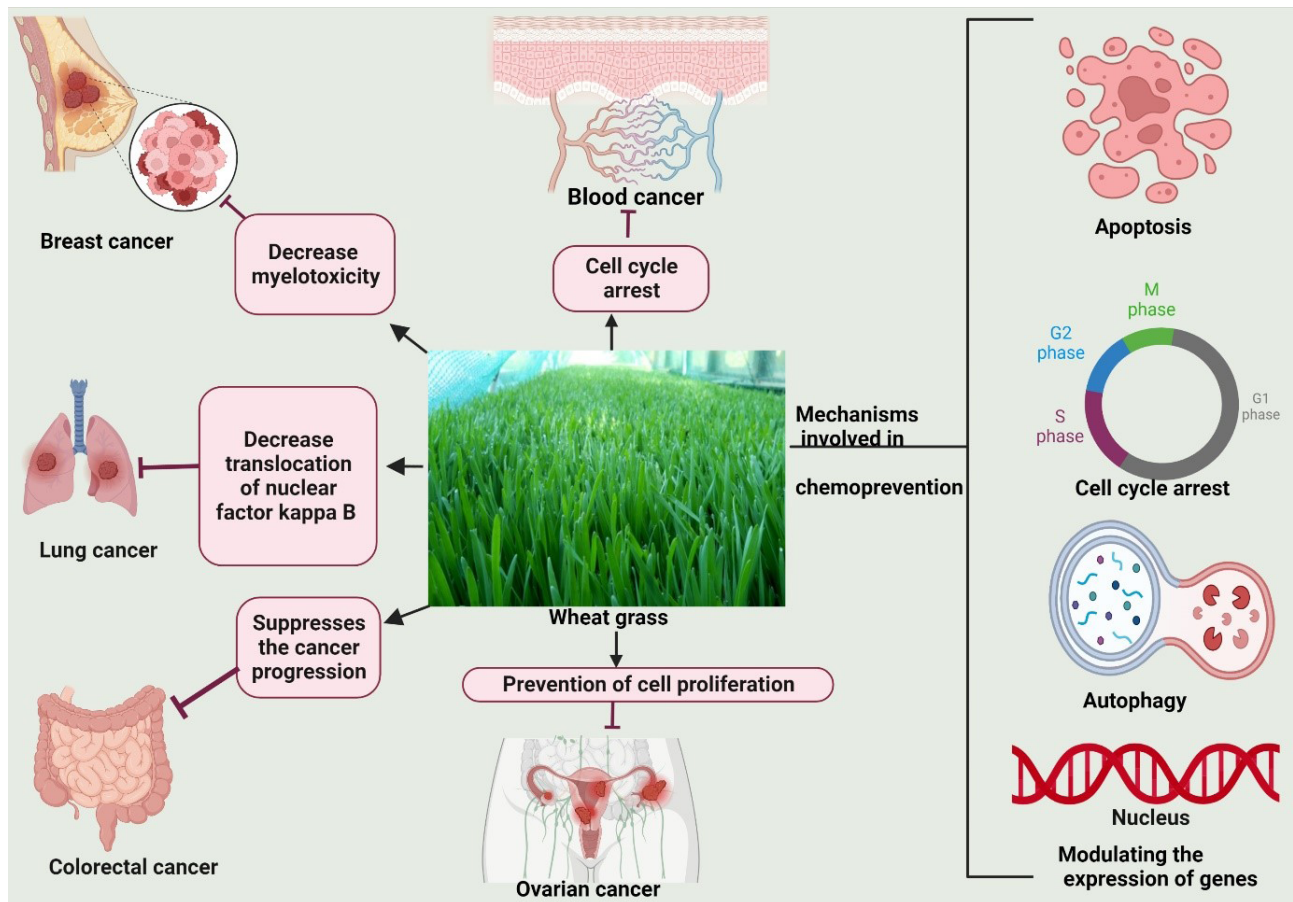 Breast cancer
Decrease
myelotoxicity
Blood cancer
Cell cycle
arrest
Lung cancer
Decrease
translocation
of nuclear
factor kappa B
Suppresses
the cancer
progression
Colorectal cancer
Wheat grass
Prevention of cell proliferation
Ovarian cancer
Mechanisms
involved in
chemoprevention
Apoptosis
M
phase
G2
phase
G1
phase
S
phase
Cell cycle arrest
Autophagy
Nucleus
Modulating the
expression of genes